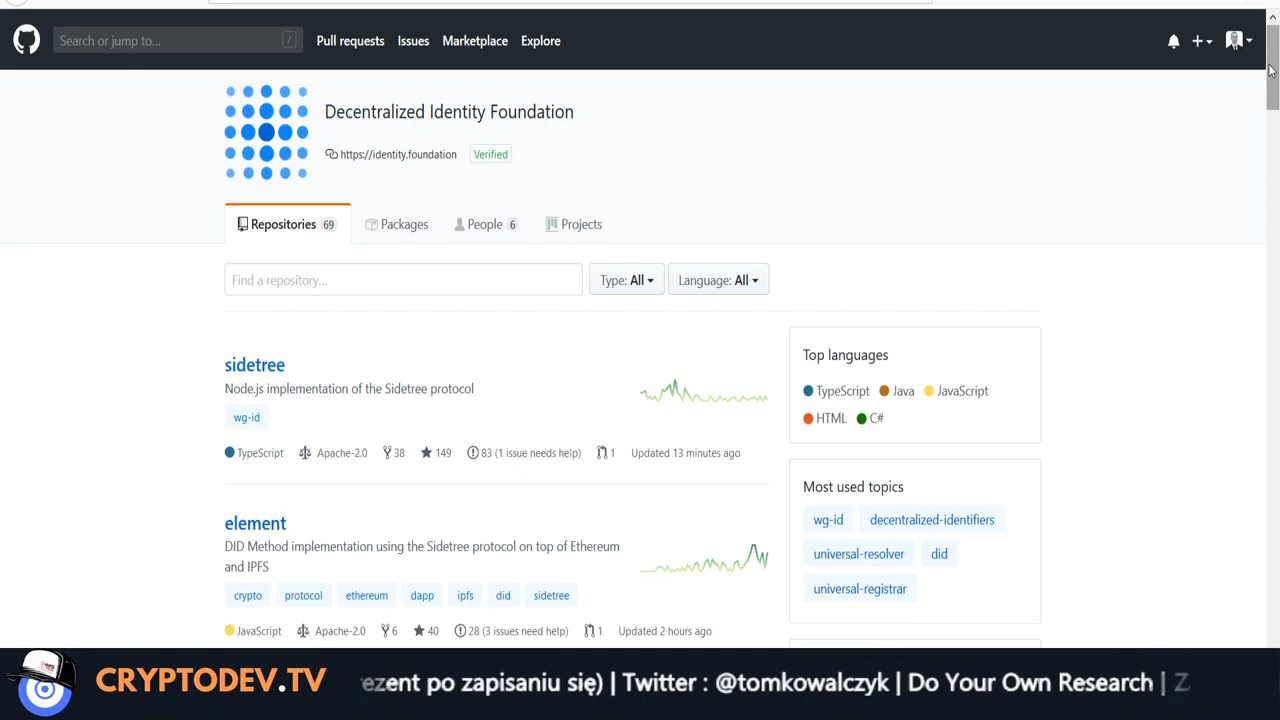 Search or jump to... /
Pull requests Issues Marketplace Explore
Decentralized Identity Foundation
https://identity.foundation Verified
Repositories 69 Packages People 6 Projects
Find a repository... Type: All Language: All
sidetree
Node.js implementation of the Sidetree protocol
wg-id
TypeScript Apache-2.0 38 149 83 (1 issue needs help) 1 Updated 13 minutes ago
element
DID Method implementation using the Sidetree protocol on top of Ethereum
and IPFS
crypto protocol ethereum dapp ipfs did sidetree
JavaScript Apache-2.0 6 40 28 (3 issues need help) 1 Updated 2 hours ago
Top languages
TypeScript Java JavaScript
HTML C#
Most used topics
wg-id decentralized-identifiers
universal-resolver did
universal-registrar
CRYPTODEV.TV
ezent po zapisaniu się) | Twitter : @tomkowalczyk | Do Your Own Research | Z